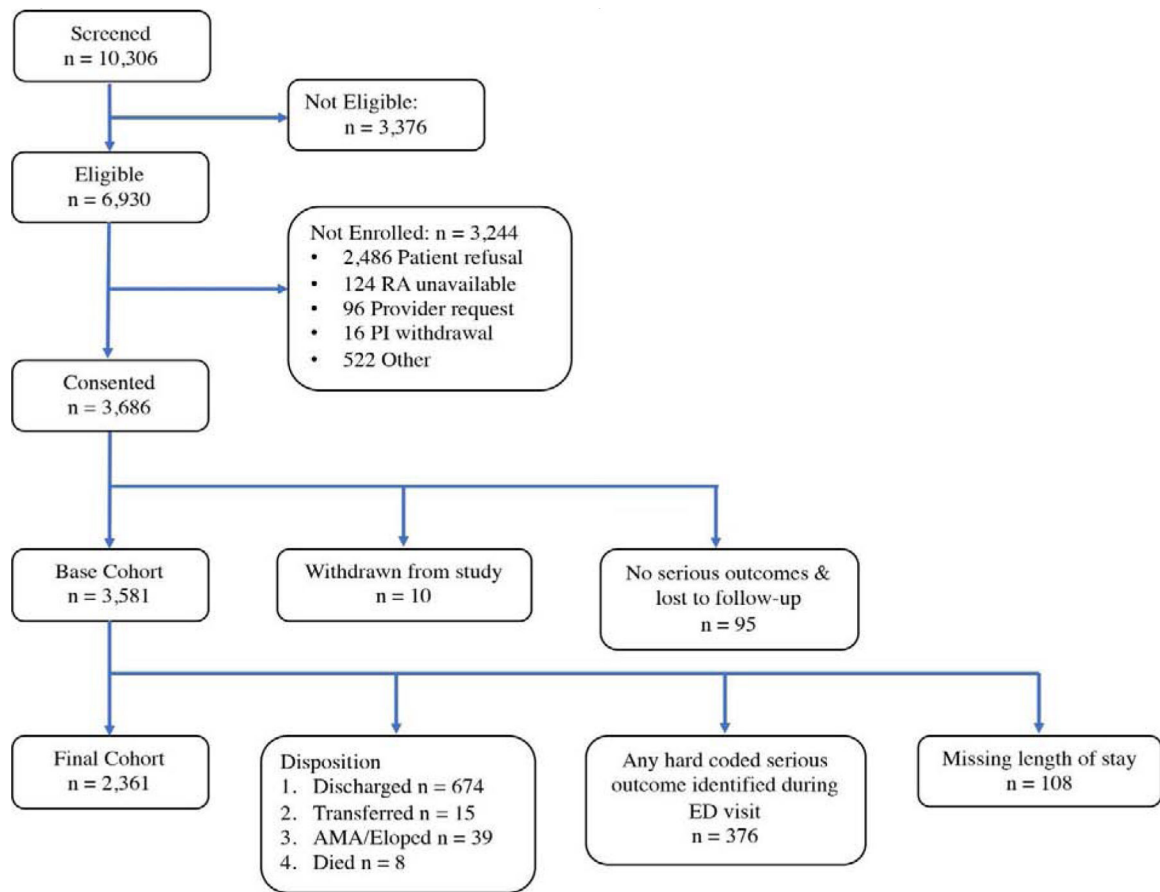 Screened
n = 10,306
Not Eligible:
n = 3,376
Eligible
n = 6,930
Not Enrolled: n = 3,244
• 2,486 Patient refusal
• 124 RA unavailable
• 96 Provider request
• 16 PI withdrawal
• 522 Other
Consented
n = 3,686
Base Cohort
n = 3,581
Withdrawn from study
n = 10
No serious outcomes &
lost to follow-up
n = 95
Final Cohort
n = 2,361
Disposition
1. Discharged n = 674
2. Transferred n = 15
3. AMA/Eloped n = 39
4. Died n = 8
Any hard coded serious
outcome identified during
ED visit
n = 376
Missing length of stay
n = 108